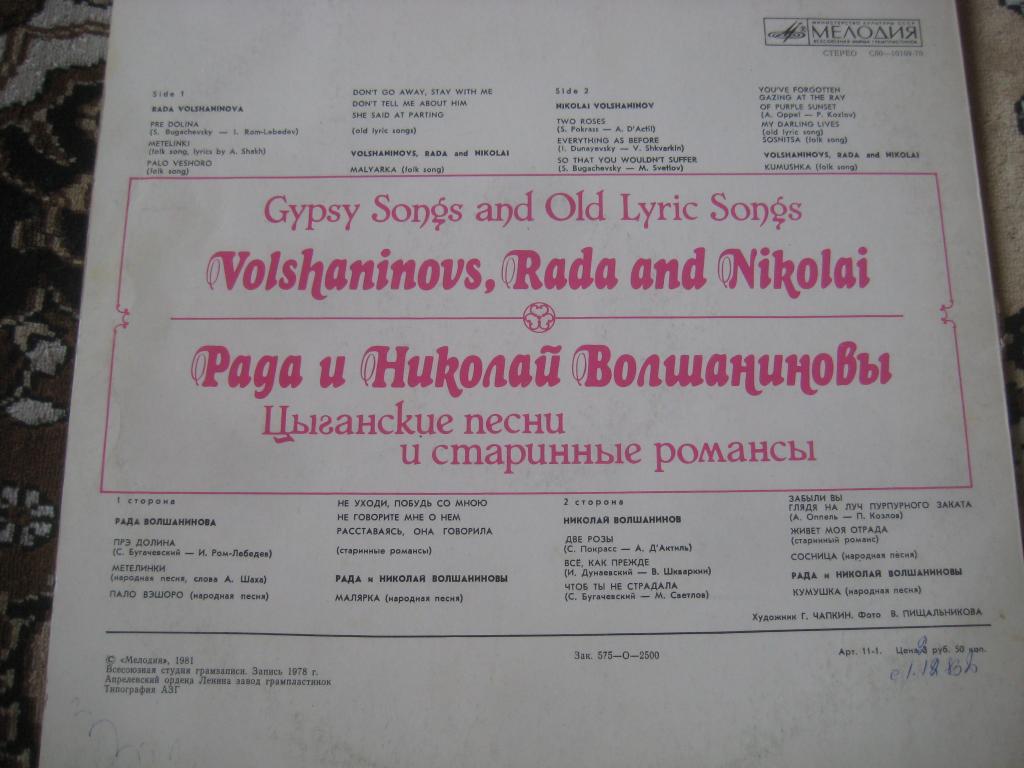 МИНИСТЕРСТВО КУЛЬТУРЫ СССР
МЕЛОДИЯ
ВСЕСОЮЗНАЯ ФИРМА ГРАМПЛАСТИНОК
СТЕРЕО С60—10169-70
Side 1
RADA VOLSHANINOVA
PRE DOLINA
(S. Bugachevsky — I. Rom-Lebedev)
METELINKI
(folk song, lyrics by A. Shakh)
PALO VESHORO
(folk song)
DON'T GO AWAY, STAY WITH ME
DON'T TELL ME ABOUT HIM
SHE SAID AT PARTING
(old lyric songs)
VOLSHANINOVS, RADA and NIKOLAI
MALYARKA (folk song)
Side 2
NIKOLAI VOLSHANINOV
TWO ROSES
(S. Pokrass — A. D'Actil)
EVERYTHING AS BEFORE
(I. Dunayevsky — V. Shkvarkin)
SO THAT YOU WOULDN'T SUFFER
(S. Bugachevsky — M. Svetlov)
YOU'VE FORGOTTEN
GAZING AT THE RAY
OF PURPLE SUNSET
(A. Oppel — P. Kozlov)
MY DARLING LIVES
(old lyric song)
SOSNITSA (folk song)
VOLSHANINOVS, RADA and NIKOLAI
KUMUSHKA (folk song)
Gypsy Songs and Old Lyric Songs
Volshaninovs, Rada and Nikolai
Рада и Николай Волшаниновы
Цыганские песни
и старинные романсы
1 сторона
РАДА ВОЛШАНИНОВА
ПРЭ ДОЛИНА
(С. Бугачевский — И. Ром-Лебедев)
МЕТЕЛИНКИ
(народная песня, слова А. Шаха)
ПАЛО ВЭШОРО (народная песня)
НЕ УХОДИ, ПОБУДЬ СО МНОЮ
НЕ ГОВОРИТЕ МНЕ О НЕМ
РАССТАВАЯСЬ, ОНА ГОВОРИЛА
(старинные романсы)
РАДА и НИКОЛАЙ ВОЛШАНИНОВЫ
МАЛЯРКА (народная песня)
2 сторона
НИКОЛАЙ ВОЛШАНИНОВ
ДВЕ РОЗЫ
(С. Покрасс — А. Д'Актиль)
ВСЕ, КАК ПРЕЖДЕ
(И. Дунаевский — В. Шкваркин)
ЧТОБ ТЫ НЕ СТРАДАЛА
(С. Бугачевский — М. Светлов)
ЗАБЫЛИ ВЫ
ГЛЯДЯ НА ЛУЧ ПУРПУРНОГО ЗАКАТА
(А. Оппель — П. Козлов)
ЖИВЕТ МОЯ ОТРАДА
(старинный романс)
СОСНИЦА (народная песня)
РАДА и НИКОЛАЙ ВОЛШАНИНОВЫ
КУМУШКА (народная песня)
Художник Г. ЧАПКИН. Фото В. ПИЩАЛЬНИКОВА
© «Мелодия», 1981
Всесоюзная студия грамзаписи. Запись 1978 г.
Апрелевский ордена Ленина завод грампластинок
Типография АЗГ
Зак. 575—О—2500
Арт. 11-1. Цена руб. 50 коп.